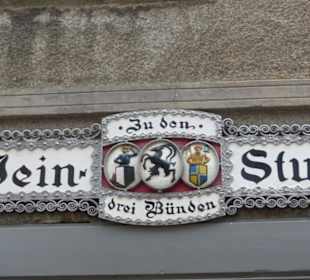 · Zu den ·
Wein- Stu
drei Bünden